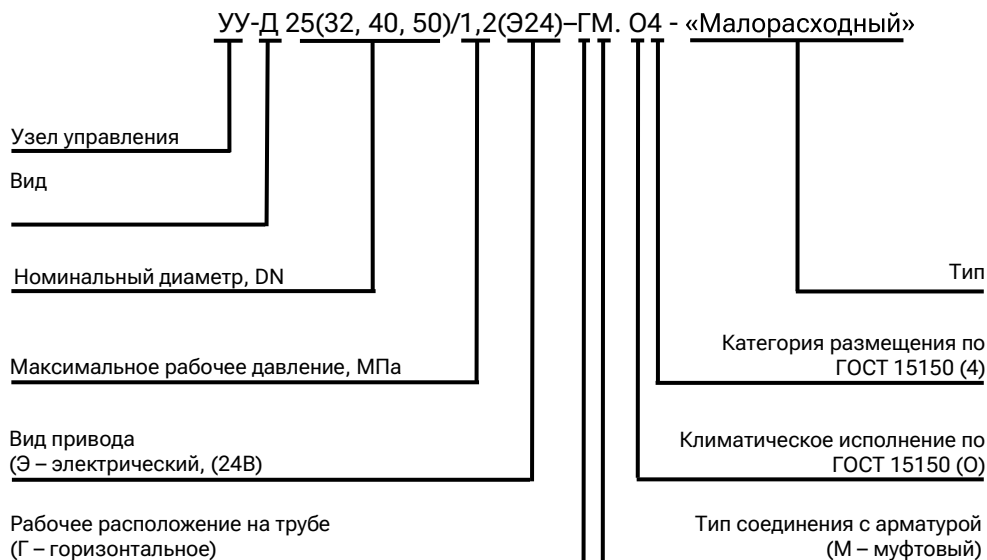 УУ-Д 25(32, 40, 50)/1,2(Э24)–ГМ. О4 - «Малорасходный»
Узел управления
Вид
Номинальный диаметр, DN
Тип
Категория размещения по
ГОСТ 15150 (4)
Максимальное рабочее давление, МПа
Вид привода
(Э – электрический, (24В)
Климатическое исполнение по
ГОСТ 15150 (О)
Рабочее расположение на трубе
(Г – горизонтальное)
Тип соединения с арматурой
(М – муфтовый)